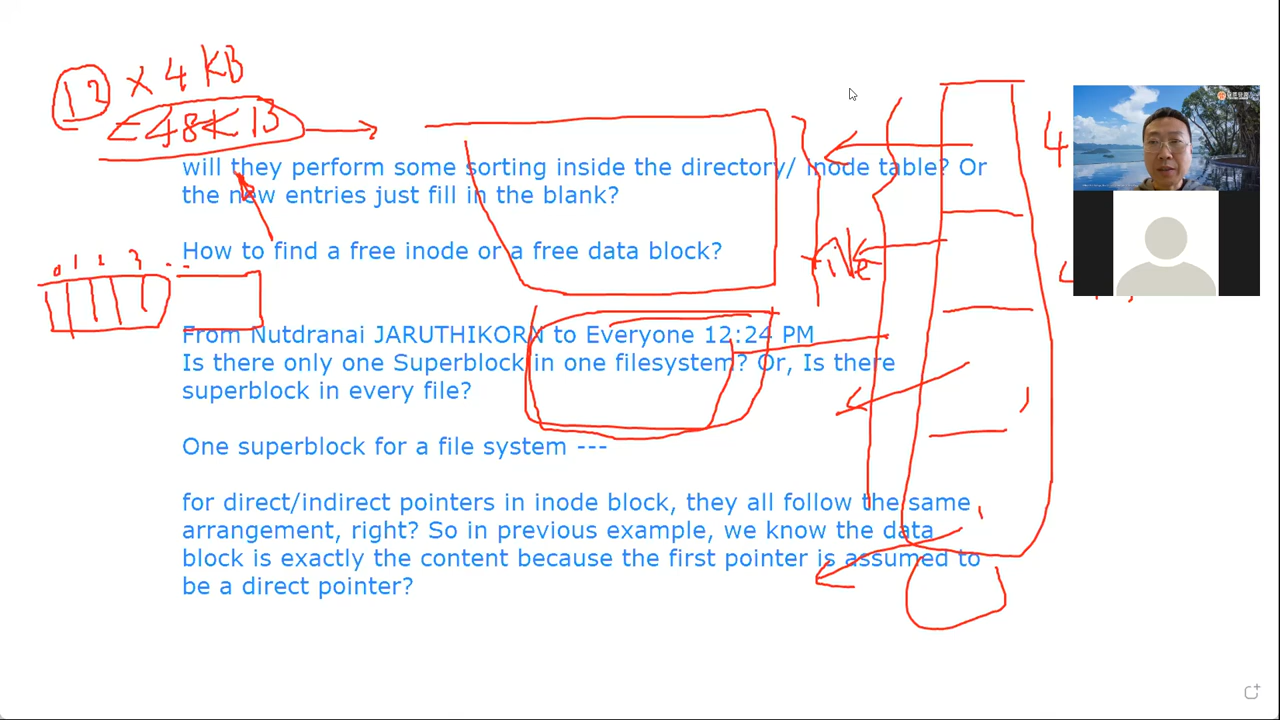 12 × 4 KB
<48KB
will they perform some sorting inside the directory/ inode table? Or
the new entries just fill in the blank?
How to find a free inode or a free data block?
0 1 2 3 ...
file
From Nutdranai JARUTHIKORN to Everyone 12:24 PM
Is there only one Superblock in one filesystem? Or, Is there
superblock in every file?
One superblock for a file system ---
for direct/indirect pointers in inode block, they all follow the same
arrangement, right? So in previous example, we know the data
block is exactly the content because the first pointer is assumed to
be a direct pointer?
4